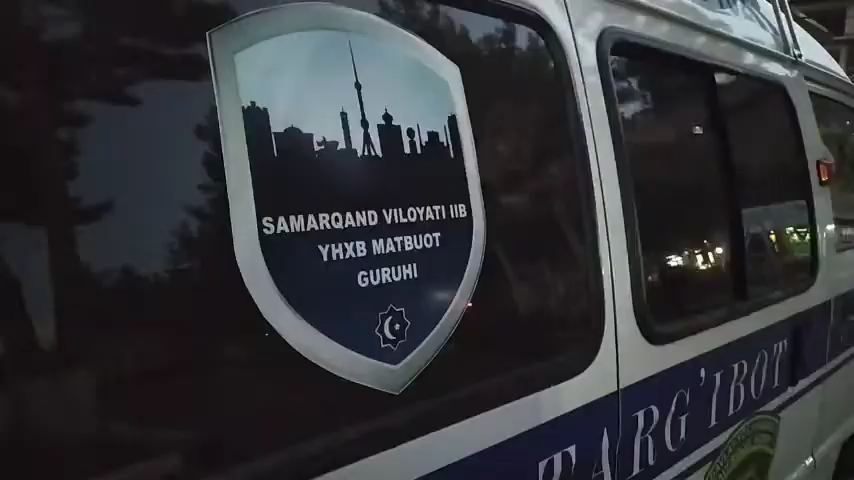 SAMARQAND VILOYATI IIB
YHXB MATBUOT
GURUHI
TARG'IBOT